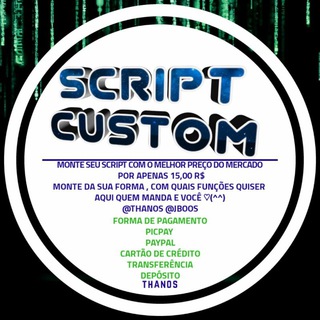 SCRIPT
CUSTOM
MONTE SEU SCRIPT COM O MELHOR PREÇO DO MERCADO
POR APENAS 15,00 R$
MONTE DA SUA FORMA , COM QUAIS FUNÇÕES QUISER
AQUI QUEM MANDA E VOCÊ ♡(^^)
@THANOS @JBOOS
FORMA DE PAGAMENTO
PICPAY
PAYPAL
CARTÃO DE CRÉDITO
TRANSFERÊNCIA
DEPÓSITO
THANOS